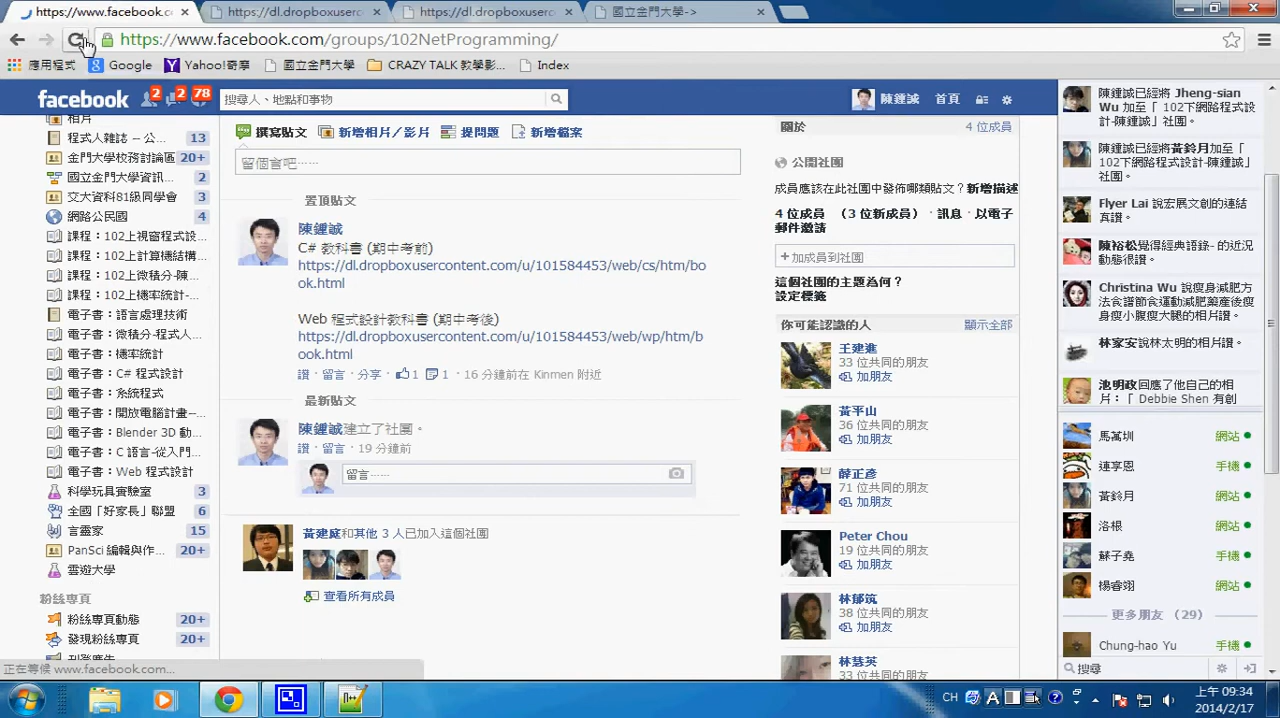 https://www.facebook.c
https://dl.dropboxuserco
https://dl.dropboxuserco
國立金門大學->
https://www.facebook.com/groups/102NetProgramming/
應用程式
Google
Yahoo!奇摩
國立金門大學
CRAZY TALK 教學影...
Index
facebook
2
2
78
搜尋人、地點和事物
陳鍾誠
首頁
相片
程式人雜誌 -- 公...
13
金門大學校務討論區
20+
國立金門大學資訊...
2
交大資科81級同學會
3
網路公民國
4
課程：102上視窗程式設...
課程：102上計算機結構...
課程：102上微積分-陳...
課程：102上機率統計-...
電子書：語言處理技術
電子書：微積分-程式人...
電子書：機率統計
電子書：C# 程式設計
電子書：系統程式
電子書：開放電腦計畫--...
電子書：Blender 3D 動...
電子書：C 語言-從入門...
電子書：Web 程式設計
科學玩具實驗室
3
全國「好家長」聯盟
6
言靈家
15
PanSci 編輯與作...
20+
雲遊大學
粉絲專頁
粉絲專頁動態
20+
發現粉絲專頁
20+
刊登廣告
正在等候 www.facebook.com...
撰寫貼文
新增相片／影片
提問題
新增檔案
留個言吧......
置頂貼文
陳鍾誠
C# 教科書 (期中考前)
https://dl.dropboxusercontent.com/u/101584453/web/cs/htm/bo
ok.html
Web 程式設計教科書 (期中考後)
https://dl.dropboxusercontent.com/u/101584453/web/wp/htm/b
ook.html
讚 · 留言 · 分享 · 1 1 · 16 分鐘前在 Kinmen 附近
最新貼文
陳鍾誠建立了社團。
讚 · 留言 · 19 分鐘前
留言......
黃建庭和其他 3 人已加入這個社團
查看所有成員
關於
4 位成員
公開社團
成員應該在此社團中發佈哪類貼文？新增描述
4 位成員 （3 位新成員）· 訊息 · 以電子
郵件邀請
+加成員到社團
這個社團的主題為何？
設定標籤
你可能認識的人
顯示全部
王建進
33 位共同的朋友
加朋友
黃平山
36 位共同的朋友
加朋友
薛正彥
71 位共同的朋友
加朋友
Peter Chou
19 位共同的朋友
加朋友
林郁筑
38 位共同的朋友
加朋友
林慧英
33 位共同的朋友
陳鍾誠已經將 Jheng-sian
Wu 加至「 102下網路程式設
計-陳鍾誠」社團。
陳鍾誠已經將黃鈴月加至「
102下網路程式設計-陳鍾誠」
社團。
Flyer Lai 說宏展文創的連結
真讚。
陳裕松覺得經典語錄- 的近況
動態很讚。
Christina Wu 說瘦身減肥方
法食譜節食運動減肥藥產後瘦
身瘦小腹瘦大腿的相片讚。
林家安說林太明的相片讚。
池明政回應了他自己的相
片：「 Debbie Shen 有創
馬萬圳
網站
連子恩
手機
黃鈴月
網站
洛根
網站
蘇子堯
手機
楊睿翊
網站
更多朋友 （29）
Chung-hao Yu
手機
搜尋
CH
上午 09:34
2014/2/17